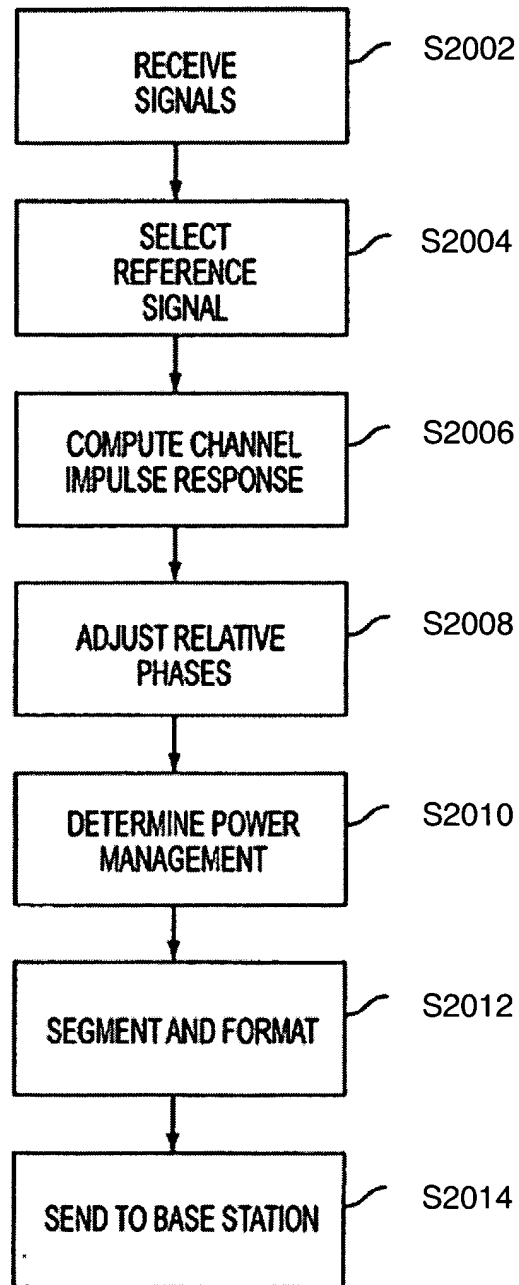 RECEIVE
SIGNALS
S2002
SELECT
REFERENCE
SIGNAL
S2004
COMPUTE CHANNEL
IMPULSE RESPONSE
S2006
ADJUST RELATIVE
PHASES
S2008
DETERMINE POWER
MANAGEMENT
S2010
SEGMENT AND FORMAT
S2012
SEND TO BASE STATION
S2014